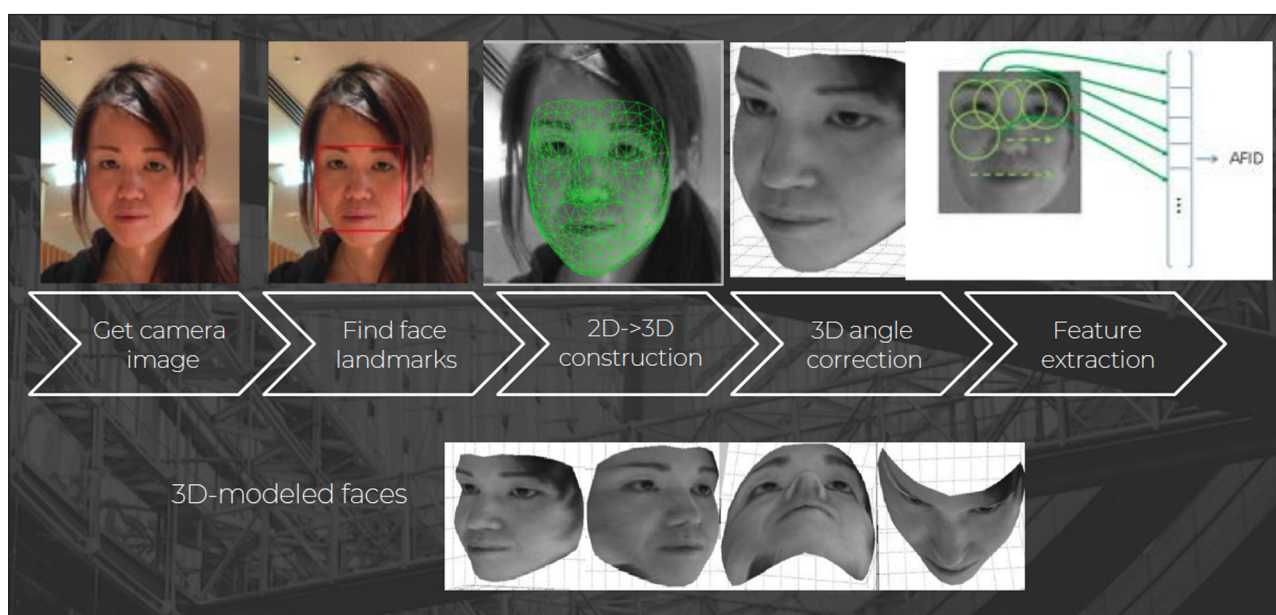 AFID
Get camera
image
Find face
landmarks
2D->3D
construction
3D angle
correction
Feature
extraction
3D-modeled faces